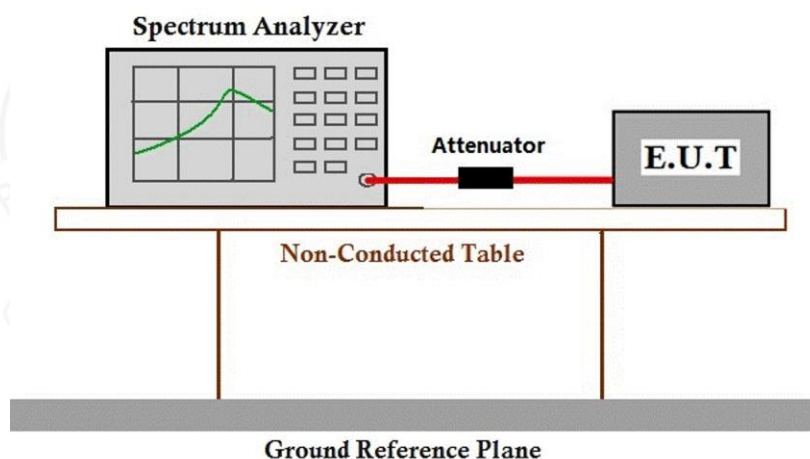 Spectrum Analyzer
Attenuator
E.U.T
Non-Conducted Table
Ground Reference Plane